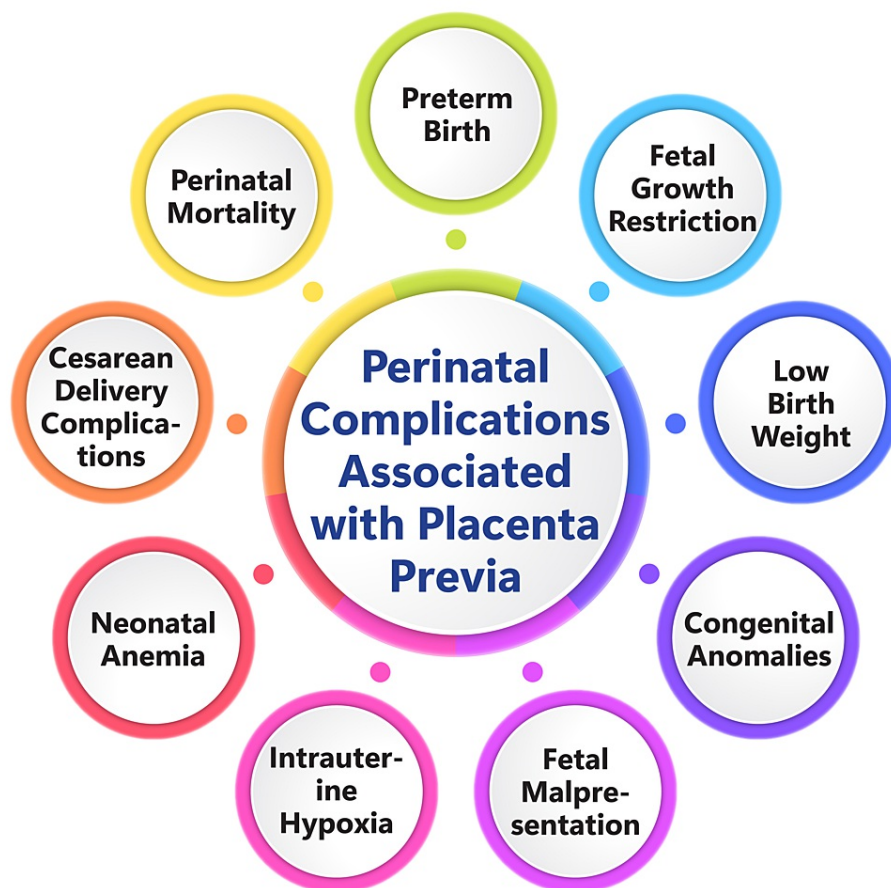 Perinatal
Complications
Associated
with Placenta
Previa
Preterm
Birth
Fetal
Growth
Restriction
Low
Birth
Weight
Congenital
Anomalies
Fetal
Malpre-
sentation
Intrauter-
ine
Hypoxia
Neonatal
Anemia
Cesarean
Delivery
Complica-
tions
Perinatal
Mortality